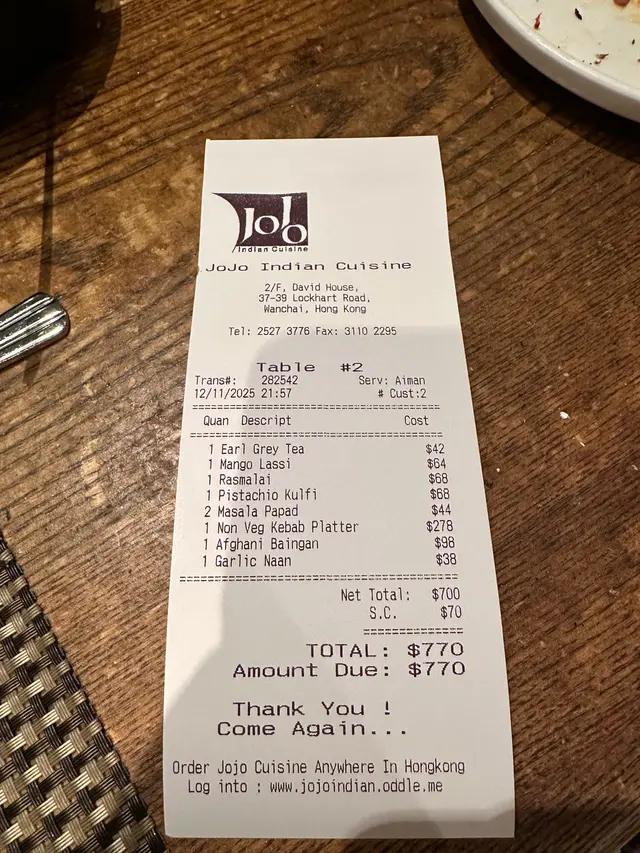 JoJo
Indian Cuisine
JoJo Indian Cuisine
2/F, David House,
37-39 Lockhart Road,
Wanchai, Hong Kong
Tel: 2527 3776 Fax: 3110 2295
Table #2
Trans#: 282542 Serv: Aiman
12/11/2025 21:57 # Cust:2
Quan Descript Cost
1 Earl Grey Tea $42
1 Mango Lassi $64
1 Rasmalai $68
1 Pistachio Kulfi $68
2 Masala Papad $44
1 Non Veg Kebab Platter $278
1 Afghani Baingan $98
1 Garlic Naan $38
Net Total: $700
S.C. $70
TOTAL: $770
Amount Due: $770
Thank You !
Come Again...
Order Jojo Cuisine Anywhere In Hongkong
Log into : www.jojoindian.oddle.me